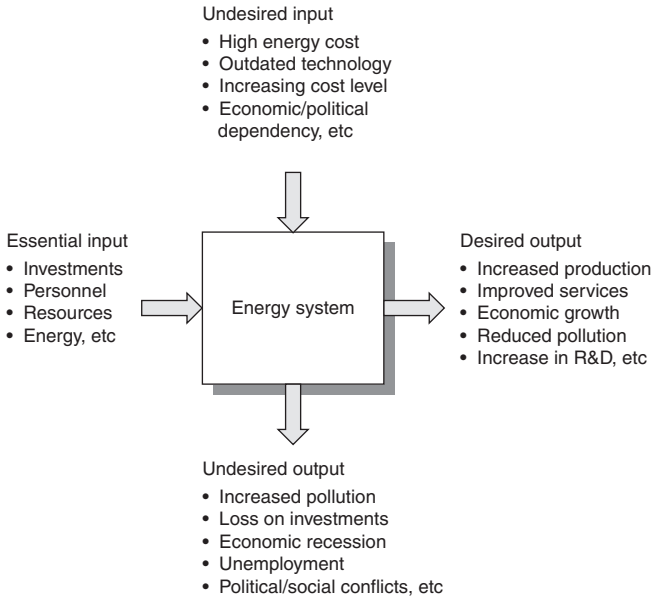 Undesired input
• High energy cost
• Outdated technology
• Increasing cost level
• Economic/political
dependency, etc
Essential input
• Investments
• Personnel
• Resources
• Energy, etc
Energy system
Desired output
• Increased production
• Improved services
• Economic growth
• Reduced pollution
• Increase in R&D, etc
Undesired output
• Increased pollution
• Loss on investments
• Economic recession
• Unemployment
• Political/social conflicts, etc